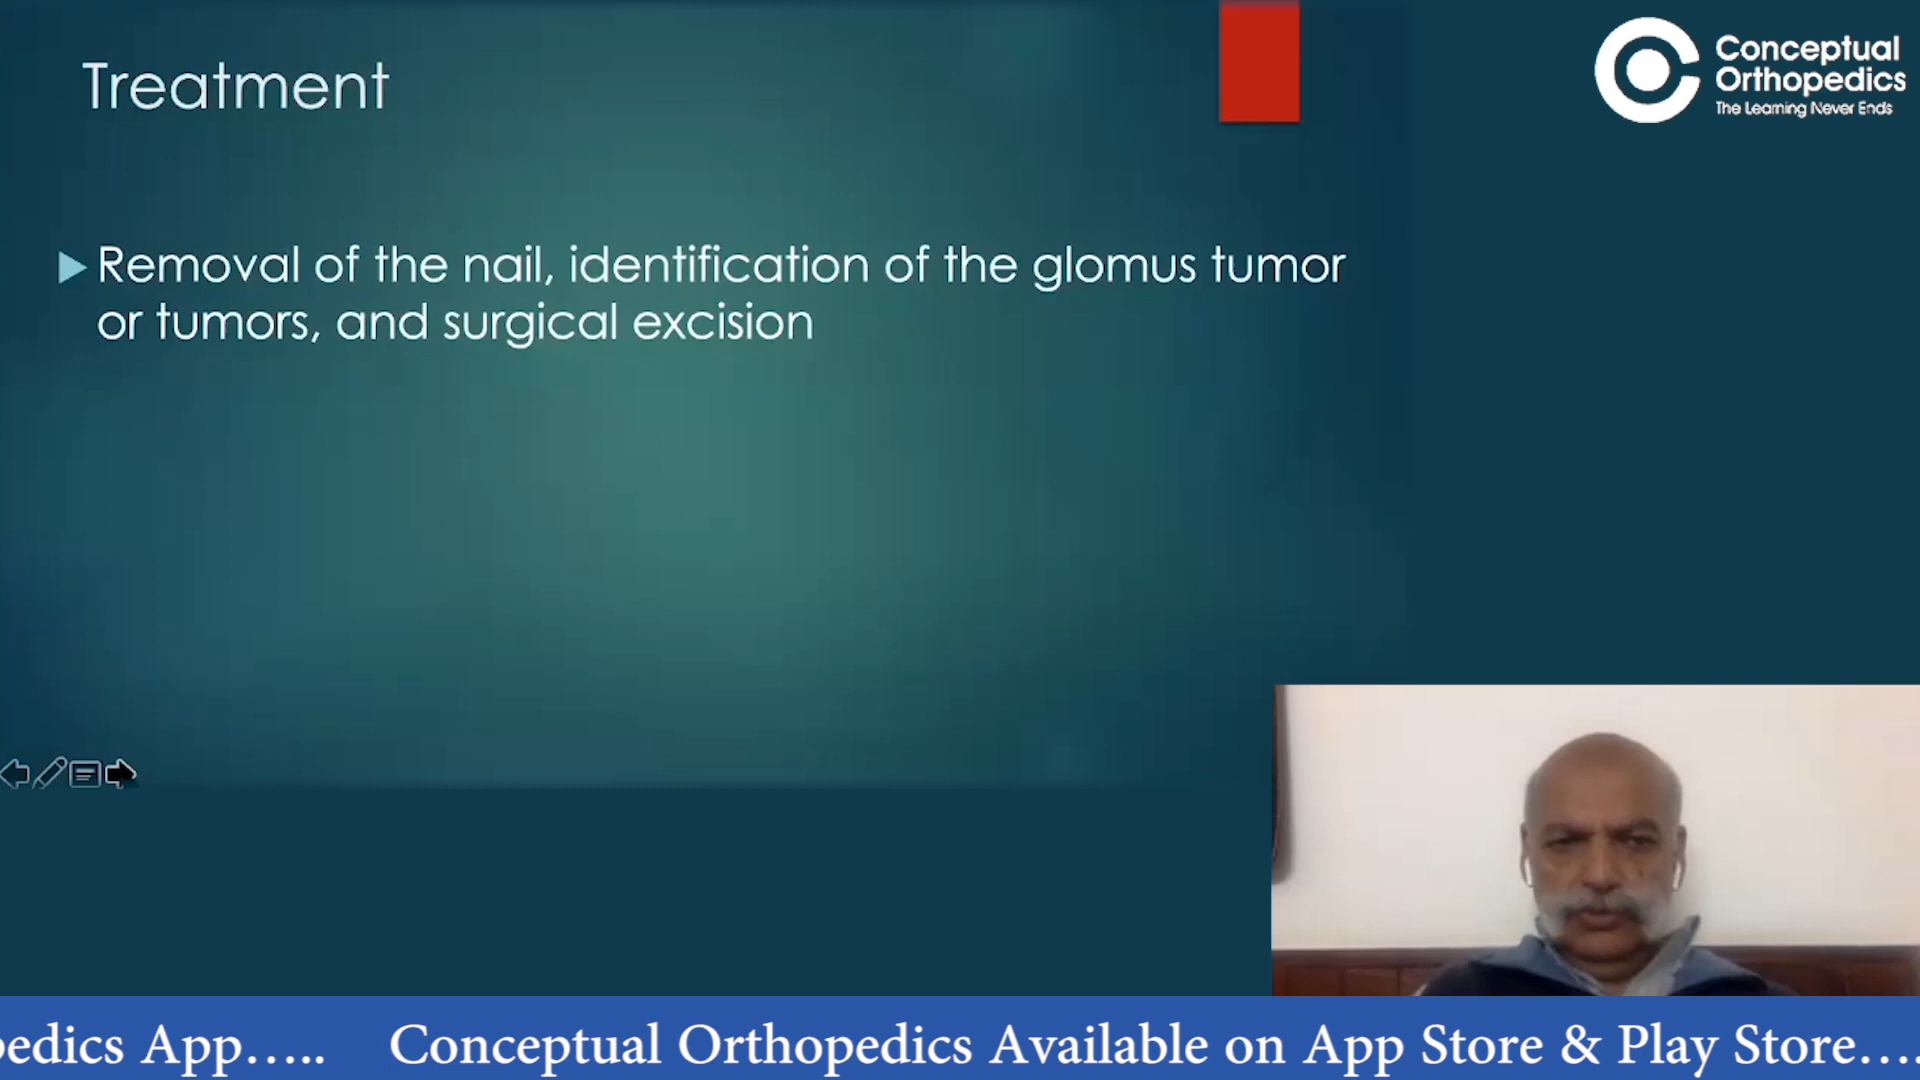 Treatment
Conceptual
Orthopedics
The Learning Never Ends
Removal of the nail, identification of the glomus tumor
or tumors, and surgical excision
pedics App..... Conceptual Orthopedics Available on App Store & Play Store....